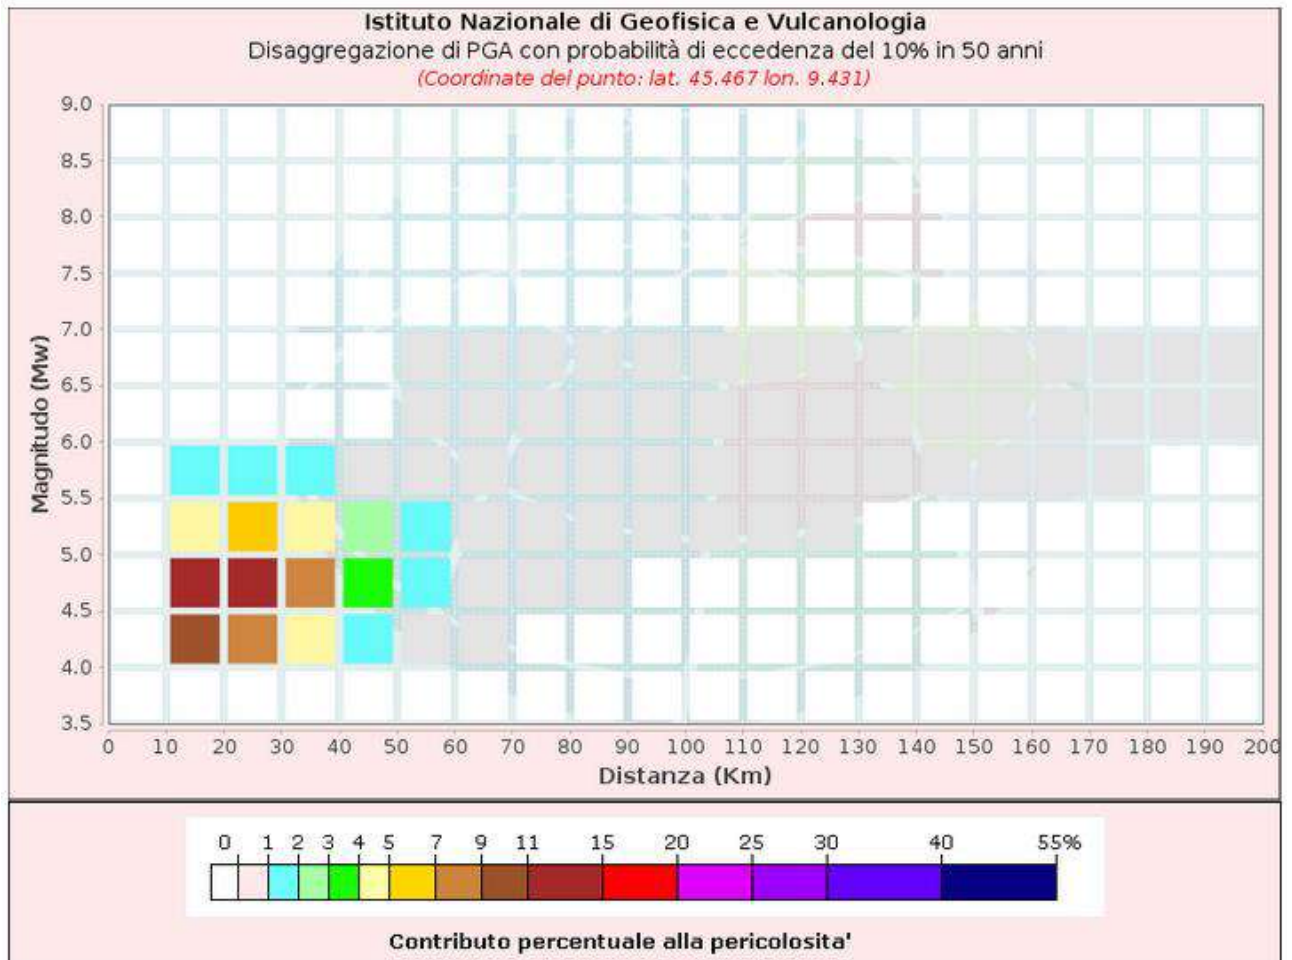 Istituto Nazionale di Geofisica e Vulcanologia
Disaggregazione di PGA con probabilità di eccedenza del 10% in 50 anni
(Coordinate del punto: lat. 45.467 lon. 9.431)
9.0
8.5
8.0
7.5
7.0
6.5
6.0
5.5
5.0
4.5
4.0
3.5
Magnitudo (Mw)
0 10 20 30 40 50 60 70 80 90 100 110 120 130 140 150 160 170 180 190 200
Distanza (Km)
0 1 2 3 4 5 7 9 11 15 20 25 30 40 55%
Contributo percentuale alla pericolosita'